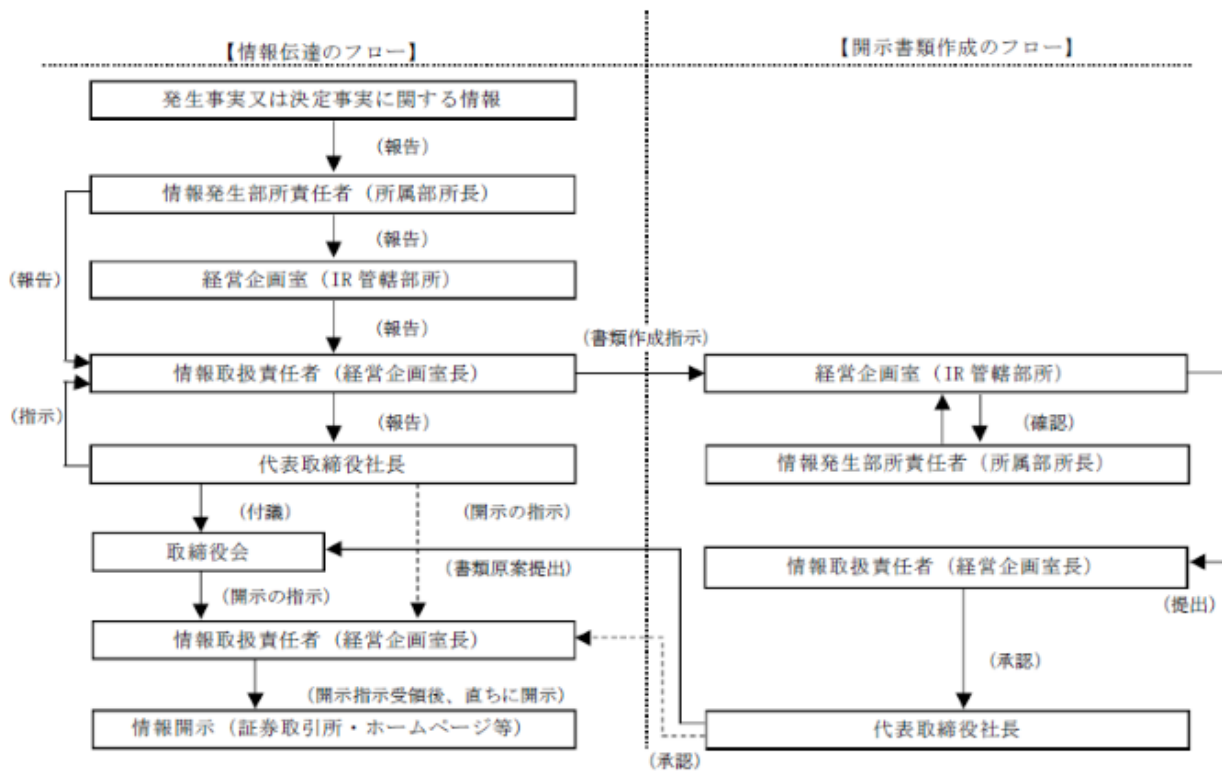 【情報伝達のフロー】
【開示書類作成のフロー】
発生事実又は決定事実に関する情報
(報告)
情報発生部所責任者（所属部所長）
(報告)
(報告)
経営企画室（IR 管轄部所）
(報告)
(書類作成指示)
情報取扱責任者（経営企画室長）
経営企画室（IR 管轄部所）
(指示)
(報告)
(確認)
代表取締役社長
情報発生部所責任者（所属部所長）
(付議)
(開示の指示)
取締役会
(書類原案提出)
情報取扱責任者（経営企画室長）
(開示の指示)
(提出)
情報取扱責任者（経営企画室長）
(承認)
(開示指示受領後、直ちに開示)
情報開示（証券取引所・ホームページ等）
代表取締役社長
(承認)